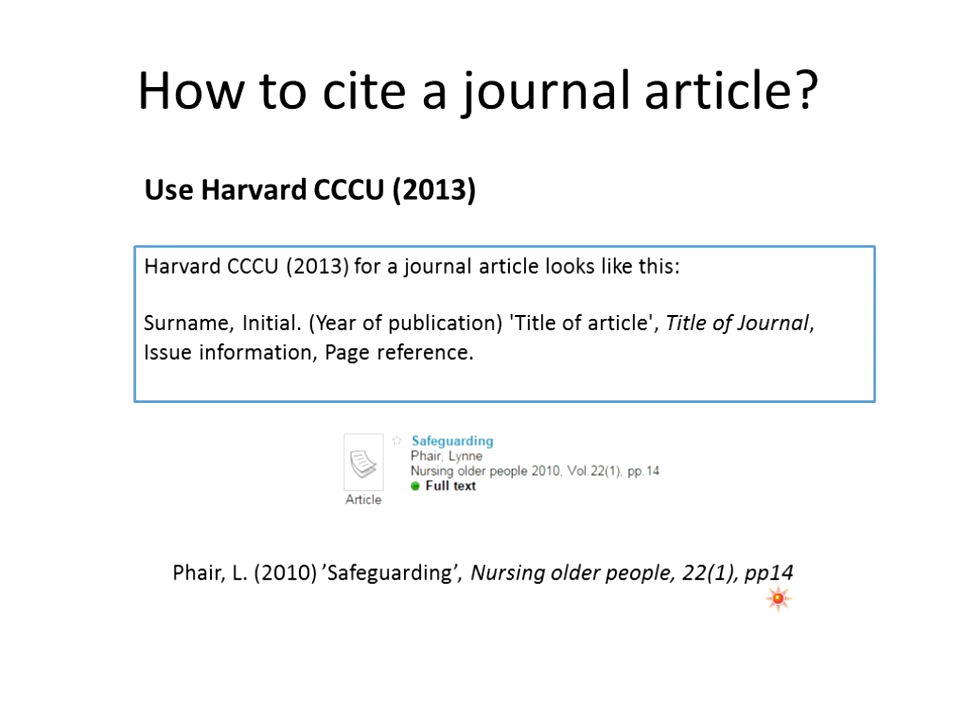 How to cite a journal article?
Use Harvard CCCU (2013)
Harvard CCCU (2013) for a journal article looks like this:
Surname, Initial. (Year of publication) 'Title of article', Title of Journal,
Issue information, Page reference.
Safeguarding
Phair, Lynne
Nursing older people 2010, Vol.22(1), pp.14
Full text
Article
Phair, L. (2010) ’Safeguarding’, Nursing older people, 22(1), pp14